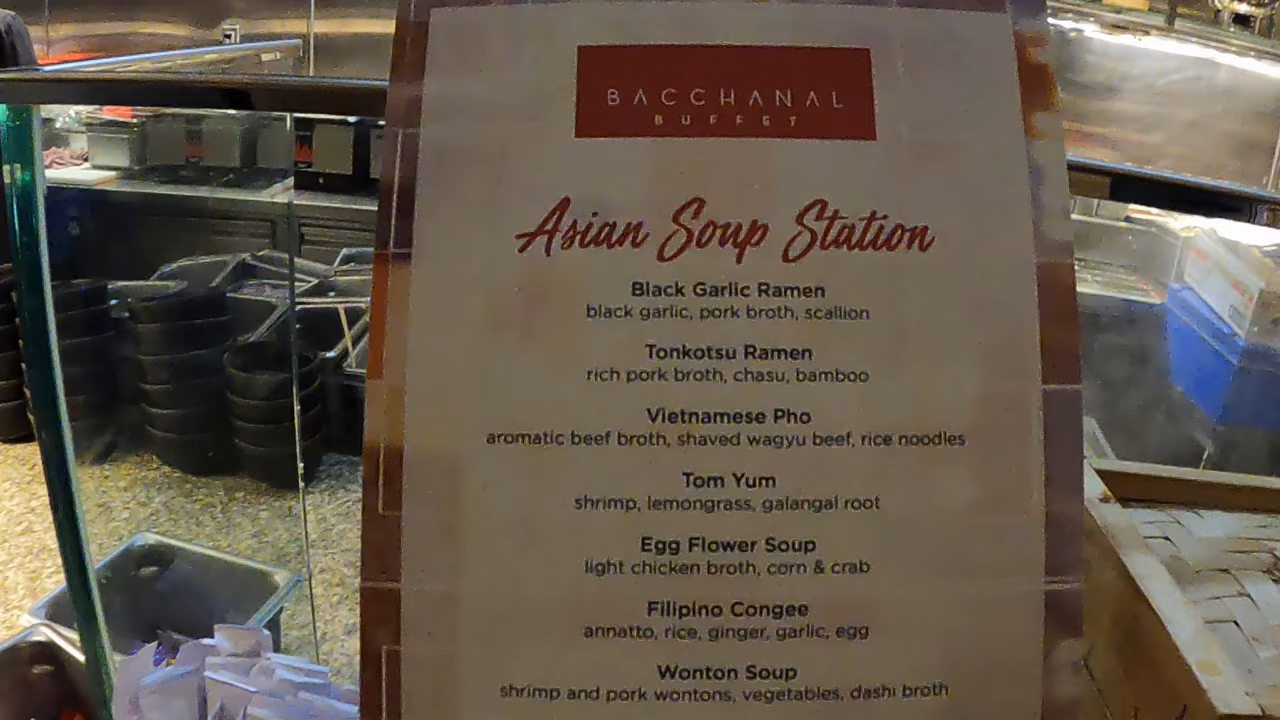 BACCHANAL
BUFFET
Asian Soup Station
Black Garlic Ramen
black garlic, pork broth, scallion
Tonkotsu Ramen
rich pork broth, chasu, bamboo
Vietnamese Pho
aromatic beef broth, shaved wagyu beef, rice noodles
Tom Yum
shrimp, lemongrass, galangal root
Egg Flower Soup
light chicken broth, corn & crab
Filipino Congee
annatto, rice, ginger, garlic, egg
Wonton Soup
shrimp and pork wontons, vegetables, dashi broth